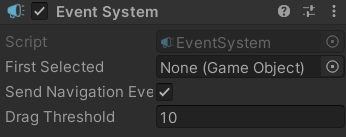 Event System
Script EventSystem
First Selected None (Game Object)
Send Navigation Eve
Drag Threshold 10